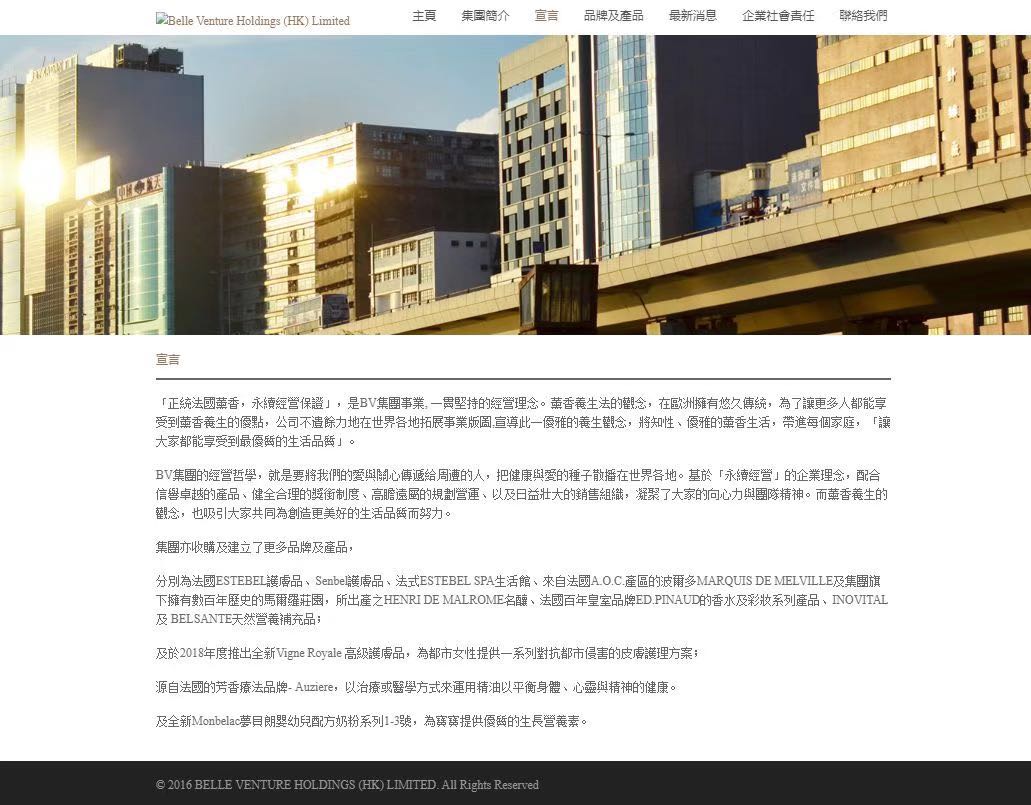 Belle Venture Holdings (HK) Limited
主頁 集團簡介 宣言 品牌及產品 最新消息 企業社會責任 聯絡我們
宣言
「正統法國薰香，永續經營保證」，是BV集團事業, 一貫堅持的經營理念。薰香養生法的觀念，在歐洲擁有悠久傳統，為了讓更多人都能享
受到薰香養生的優點，公司不遺餘力地在世界各地拓展事業版圖,宣導此一優雅的養生觀念，將知性、優雅的薰香生活，帶進每個家庭，「讓
大家都能享受到最優質的生活品質」。
BV集團的經營哲學，就是要將我們的愛與關心傳遞給周遭的人，把健康與愛的種子散播在世界各地。基於「永續經營」的企業理念，配合
信譽卓越的產品、健全合理的獎銜制度、高瞻遠矚的規劃營運、以及日益壯大的銷售組織，凝聚了大家的向心力與團隊精神。而薰香養生的
觀念，也吸引大家共同為創造更美好的生活品質而努力。
集團亦收購及建立了更多品牌及產品，
分別為法國ESTEBEL護膚品、Senbel護膚品、法式ESTEBEL SPA生活館、來自法國A.O.C.產區的波爾多MARQUIS DE MELVILLE及集團旗
下擁有數百年歷史的馬爾羅莊園，所出產之HENRI DE MALROME名釀、法國百年皇室品牌ED.PINAUD的香水及彩妝系列產品、INOVITAL
及 BELSANTE天然營養補充品；
及於2018年度推出全新Vigne Royale 高級護膚品，為都市女性提供一系列對抗都市侵害的皮膚護理方案；
源自法國的芳香療法品牌- Auziere，以治療或醫學方式來運用精油以平衡身體、心靈與精神的健康。
及全新Monbelac夢目朗嬰幼兒配方奶粉系列1-3號，為寶寶提供優質的生長營養素。
© 2016 BELLE VENTURE HOLDINGS (HK) LIMITED. All Rights Reserved